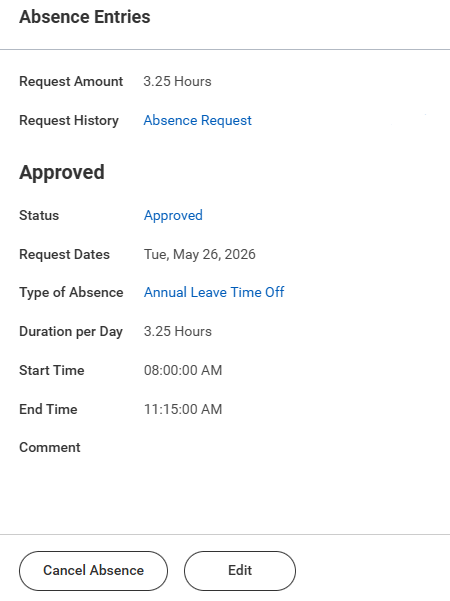 Absence Entries
Request Amount 3.25 Hours
Request History Absence Request
Approved
Status Approved
Request Dates Tue, May 26, 2026
Type of Absence Annual Leave Time Off
Duration per Day 3.25 Hours
Start Time 08:00:00 AM
End Time 11:15:00 AM
Comment
Cancel Absence Edit